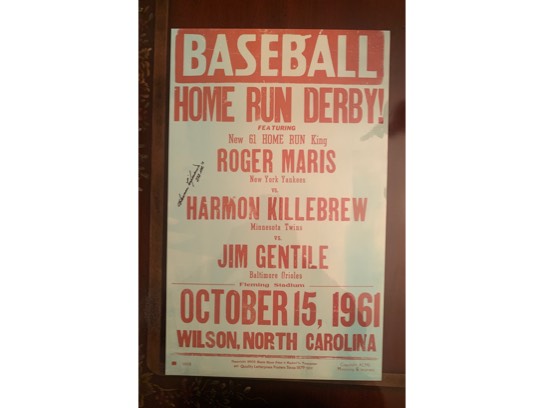 BASEBALL
HOME RUN DERBY!
FEATURING
New 61 HOME RUN King
ROGER MARIS
New York Yankees
vs.
HARMON KILLEBREW
Minnesota Twins
vs.
JIM GENTILE
Baltimore Orioles
Fleming Stadium
OCTOBER 15, 1961
WILSON, NORTH CAROLINA